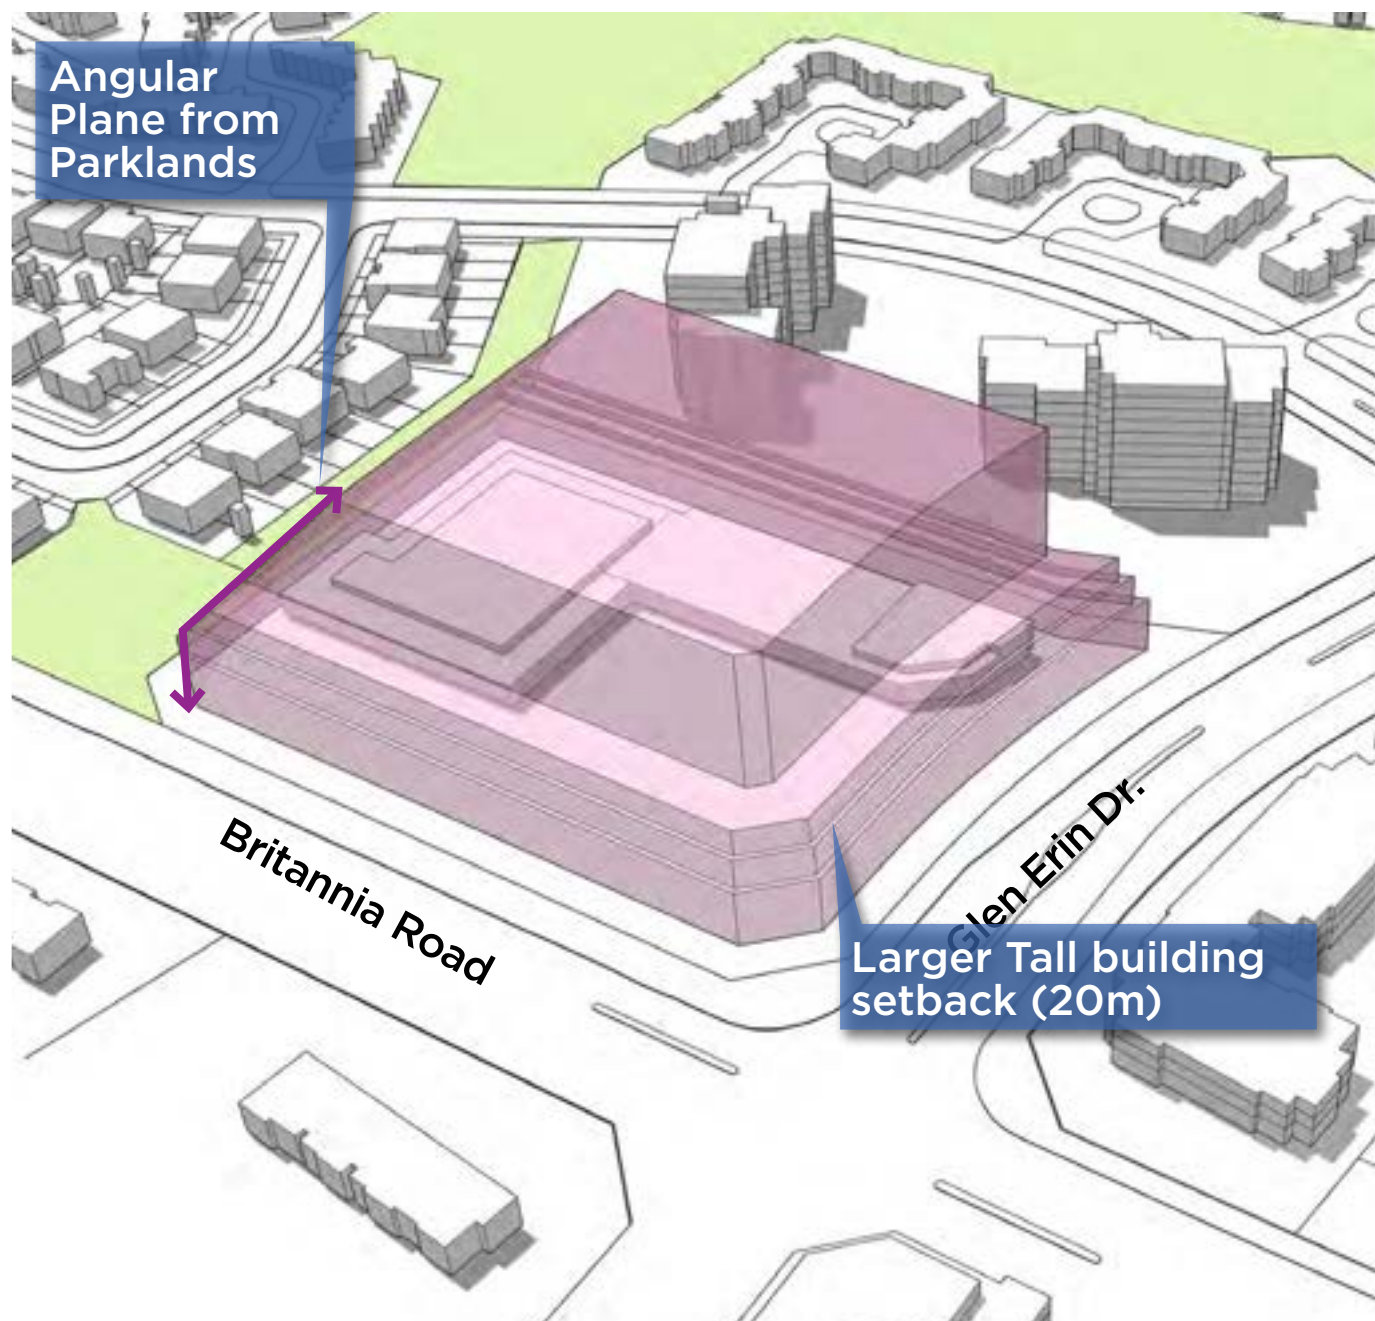 Angular
Plane from
Parklands
Britannia Road
Glen Erin Dr.
Larger Tall building
setback (20m)